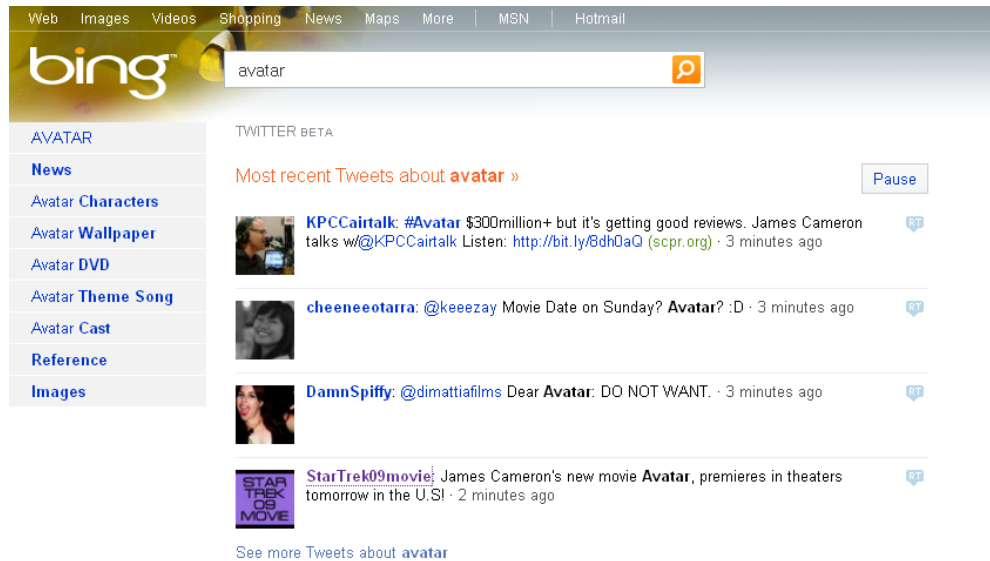 Web Images Videos Shopping News Maps More | MSN | Hotmail
bing™
avatar
AVATAR
News
Avatar Characters
Avatar Wallpaper
Avatar DVD
Avatar Theme Song
Avatar Cast
Reference
Images
TWITTER BETA
Most recent Tweets about avatar »
Pause
KPCCairtalk: #Avatar $300million+ but it's getting good reviews. James Cameron
talks w/@KPCCairtalk Listen: http://bit.ly/8dh0aQ (scpr.org) · 3 minutes ago
RT
cheeneeotarra: @keeezay Movie Date on Sunday? Avatar? :D · 3 minutes ago
RT
DamnSpiffy: @dimattiafilms Dear Avatar: DO NOT WANT. · 3 minutes ago
RT
STAR
TREK
09
MOVIE
StarTrek09movie: James Cameron's new movie Avatar, premieres in theaters
tomorrow in the U.S! · 2 minutes ago
RT
See more Tweets about avatar